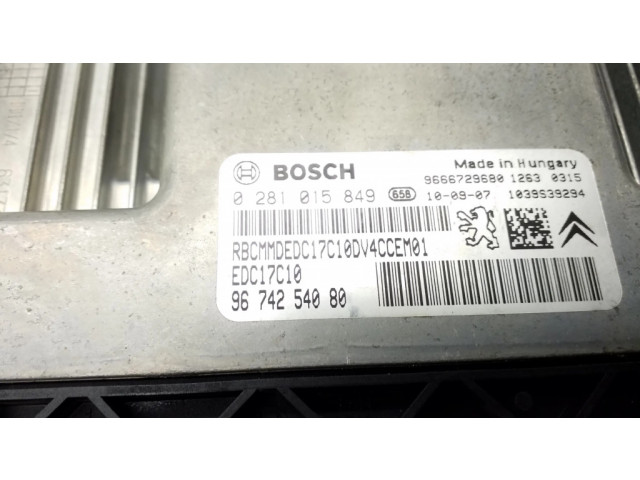 BOSCH
Made in Hungary
0 281 015 849 658
9666729680 1263 0315
10-09-07. 1039S39294
RBCMMDEDC17C10DV4CCEM01
EDC17C10
96 742 540 80